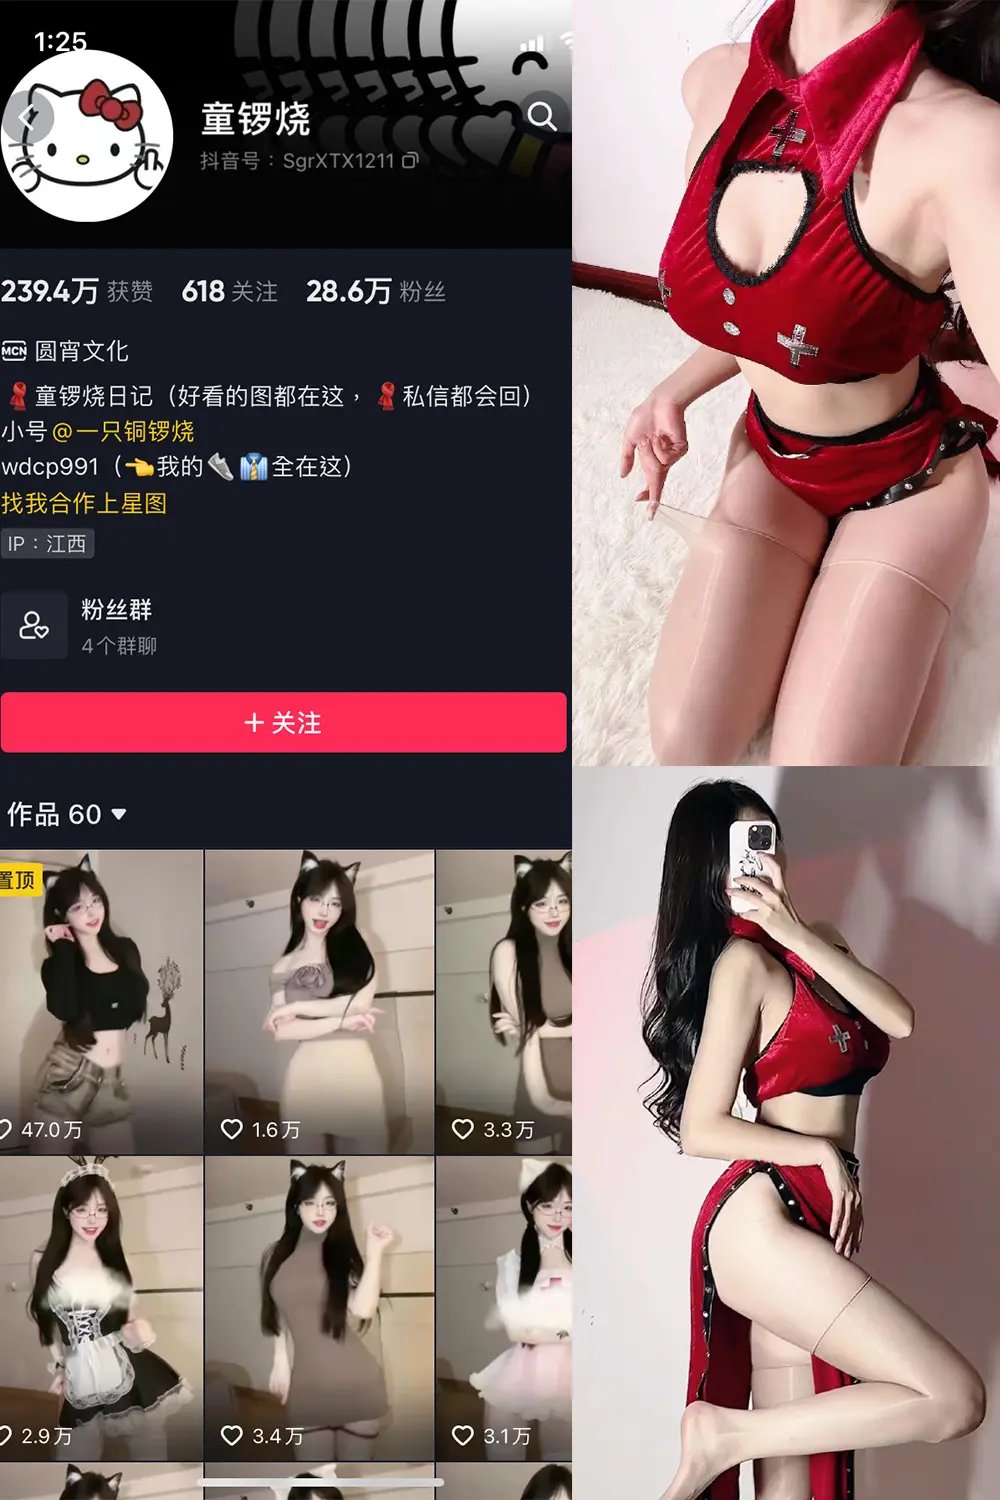 1:25
童锣烧
抖音号：SgrXTX1211
239.4万 获赞 618 关注 28.6万 粉丝
MCN 圆宵文化
童锣烧日记（好看的图都在这，私信都会回）
小号@一只铜锣烧
wdcp991（我的全在这）
找我合作上星图
IP：江西
粉丝群
4个群聊
+ 关注
作品 60
置顶
47.0万
1.6万
3.3万
2.9万
3.4万
3.1万